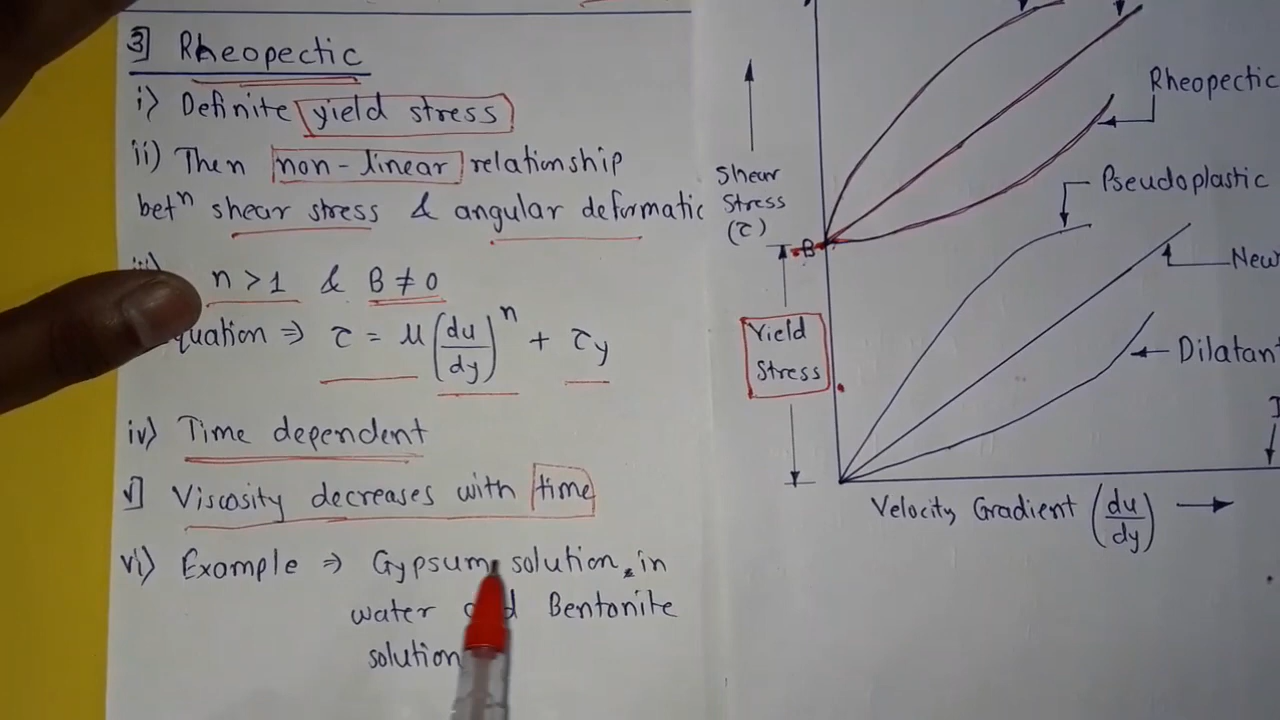 3] Rheopectic
i) Definite yield stress
ii) Then non-linear relationship
betⁿ shear stress & angular deformatic
n > 1 & B ≠ 0
quation ⇒ τ = μ(du/dy)ⁿ + τy
iv) Time dependent
v] Viscosity decreases with time
vi) Example ⇒ Gypsum solution in
water Bentonite
solution
Rheopectic
Pseudoplastic
New
Dilatant
Shear
Stress
(τ)
B
Yield
Stress
Velocity Gradient (du/dy) →